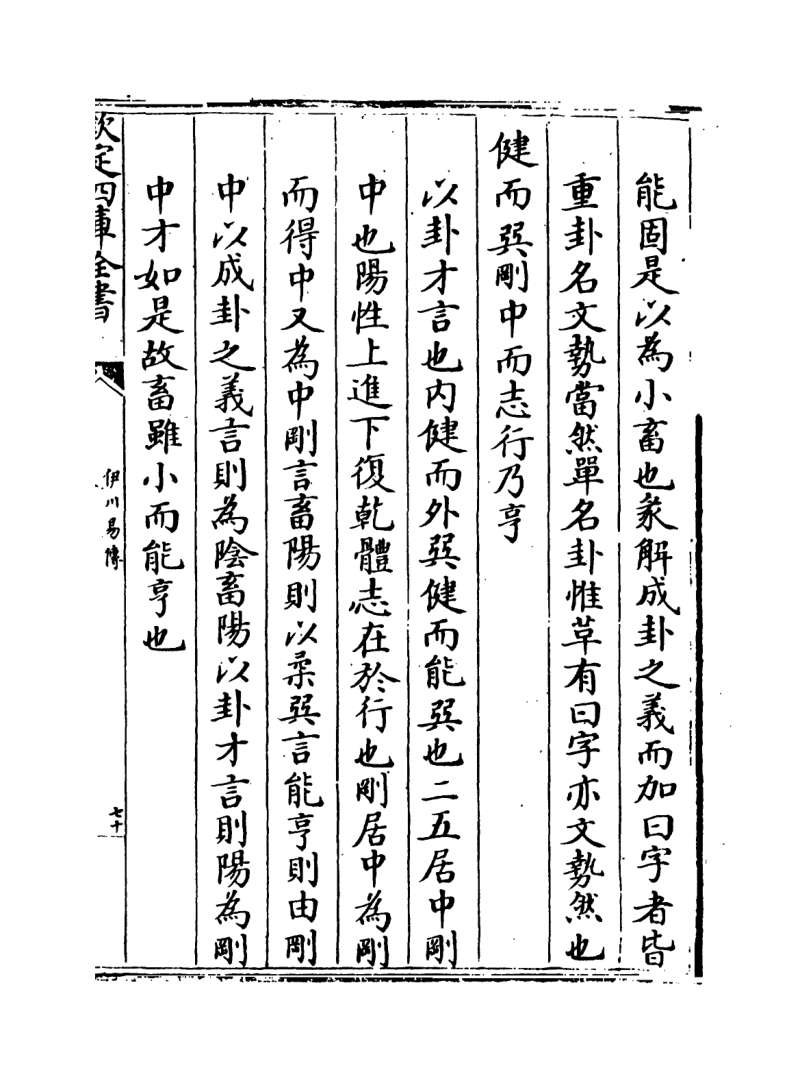 能固是以為小畜也彖解成卦之義而加曰字者皆
重卦名文勢當然單名卦惟草有曰字亦文勢然也
健而巽剛中而志行乃亨
以卦才言也内健而外巽健而能巽也二五居中剛
中也陽性上進下復乾體志在於行也剛居中為剛
而得中又為中剛言畜陽則以柔巽言能亨則由剛
中以成卦之義言則為陰畜陽以卦才言則陽為剛
中才如是故畜雖小而能亨也
欽定四庫全書
伊川易傳
七十